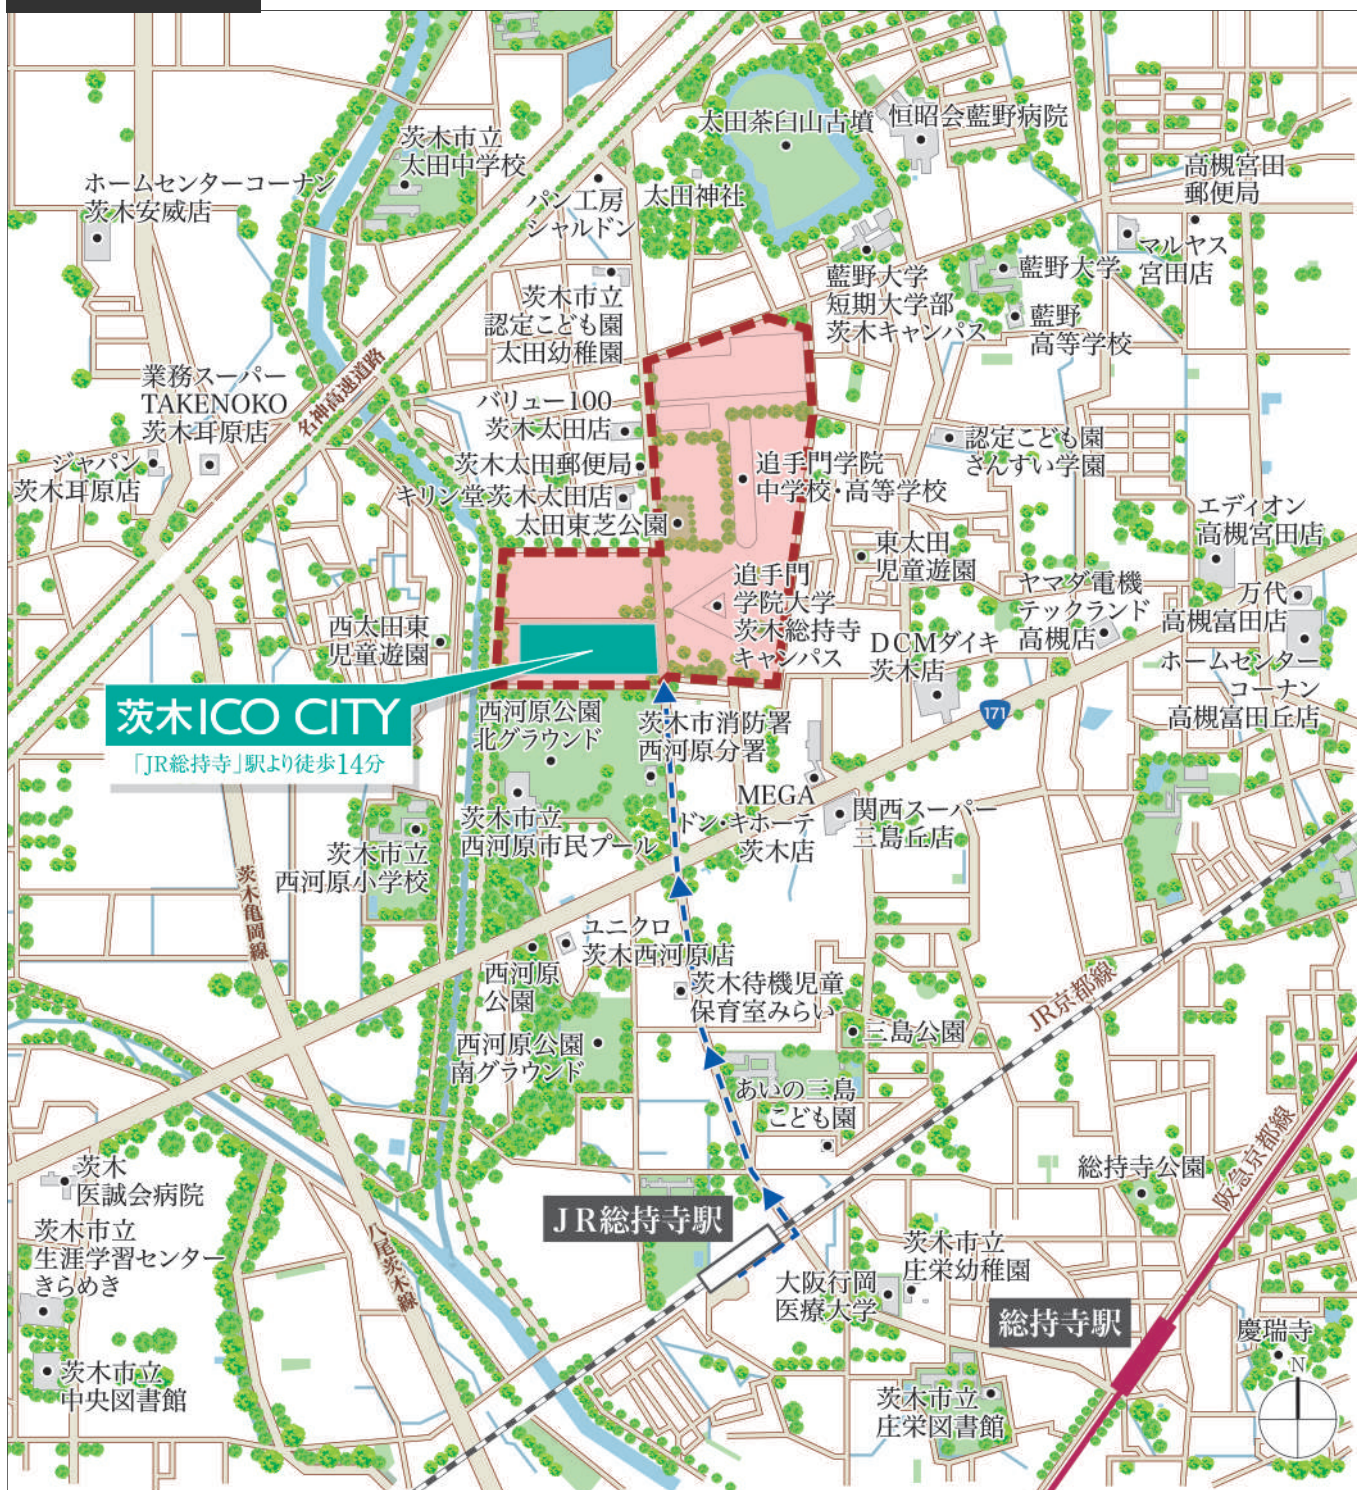 太田茶臼山古墳
恒昭会藍野病院
茨木市立
太田中学校
ホームセンターコーナン
茨木安威店
パン工房
シャルドン
太田神社
高槻宮田
郵便局
マルヤス
宮田店
藍野大学
短期大学部
茨木キャンパス
藍野大学
藍野
高等学校
茨木市立
認定こども園
太田幼稚園
名神高速道路
業務スーパー
TAKENOKO
茨木耳原店
ジャパン
茨木耳原店
バリュー100
茨木太田店
茨木太田郵便局
キリン堂茨木太田店
太田東芝公園
追手門学院
中学校・高等学校
認定こども園
さんすい学園
エディオン
高槻宮田店
東太田
児童遊園
追手門
学院大学
茨木総持寺
キャンパス
ヤマダ電機
テックランド
高槻店
万代
高槻富田店
DCMダイキ
茨木店
ホームセンター
コーナン
高槻富田丘店
西太田東
児童遊園
茨木ICO CITY
「JR総持寺」駅より徒歩14分
西河原公園
北グラウンド
茨木市消防署
西河原分署
171
MEGA
ドン・キホーテ
茨木店
関西スーパー
三島丘店
茨木市立
西河原市民プール
茨木市立
西河原小学校
茨木亀岡線
ユニクロ
茨木西河原店
西河原
公園
茨木待機児童
保育室みらい
三島公園
JR京都線
西河原公園
南グラウンド
あいの三島
こども園
総持寺公園
阪急京都線
茨木
医誠会病院
茨木市立
生涯学習センター
きらめき
八尾茨木線
JR総持寺駅
大阪行岡
医療大学
茨木市立
庄栄幼稚園
総持寺駅
慶瑞寺
N
茨木市立
中央図書館
茨木市立
庄栄図書館